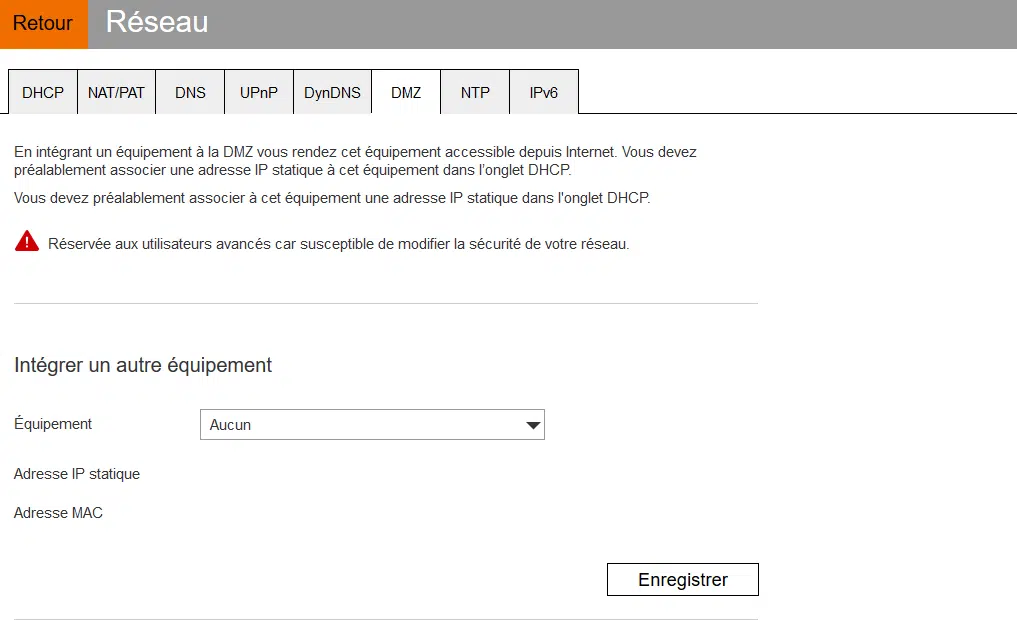 Retour
Réseau
DHCP NAT/PAT DNS UPnP DynDNS DMZ NTP IPv6
En intégrant un équipement à la DMZ vous rendez cet équipement accessible depuis Internet. Vous devez
préalablement associer une adresse IP statique à cet équipement dans l'onglet DHCP.
Vous devez préalablement associer à cet équipement une adresse IP statique dans l'onglet DHCP.
Réservée aux utilisateurs avancés car susceptible de modifier la sécurité de votre réseau.
Intégrer un autre équipement
Équipement Aucun
Adresse IP statique
Adresse MAC
Enregistrer